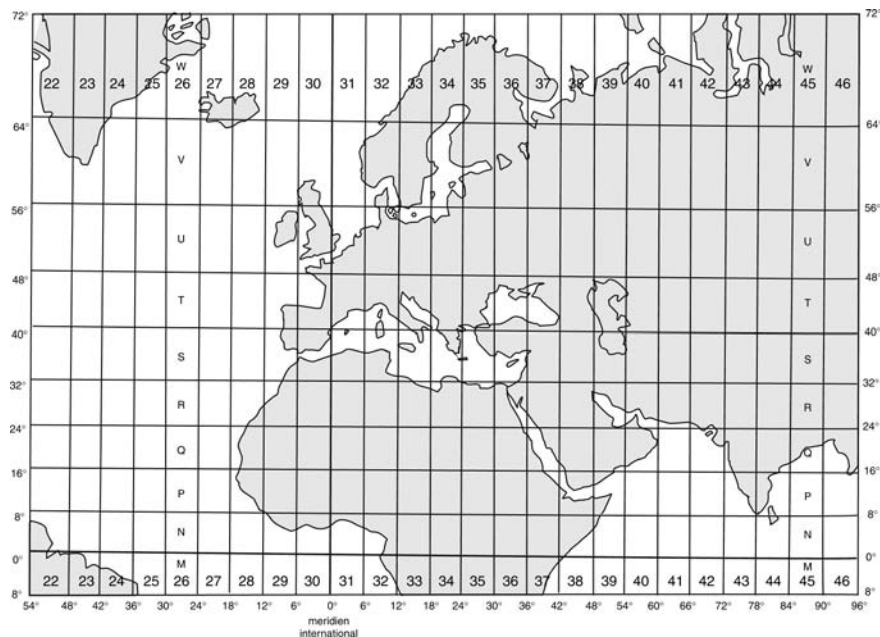 72° 72°
W W
22 23 24 25 26 27 28 29 30 31 32 33 34 35 36 37 38 39 40 41 42 43 44 45 46
64° 64°
V V
56° 56°
U U
48° 48°
T T
40° 40°
S S
32° 32°
R R
24° 24°
Q Q
16° 16°
P P
8° 8°
N N
0° 0°
M M
22 23 24 25 26 27 28 29 30 31 32 33 34 35 36 37 38 39 40 41 42 43 44 45 46
8° 8°
54° 48° 42° 36° 30° 24° 18° 12° 6° 0° 6° 12° 18° 24° 30° 36° 42° 48° 54° 60° 66° 72° 78° 84° 90° 96°
meridien
international